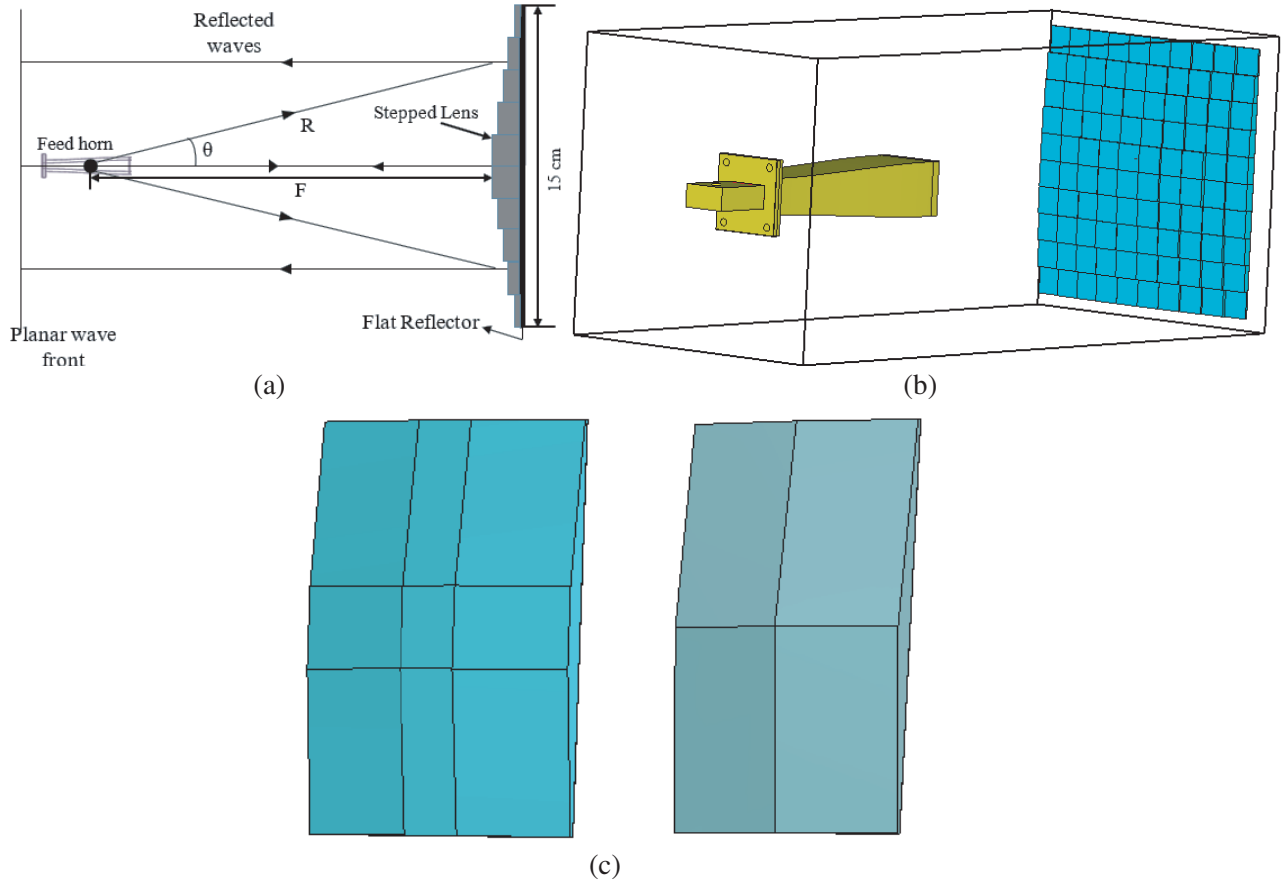 Reflected
waves
Stepped Lens
R
Feed horn
θ
F
15 cm
Flat Reflector
Planar wave
front
(a)
(b)
(c)